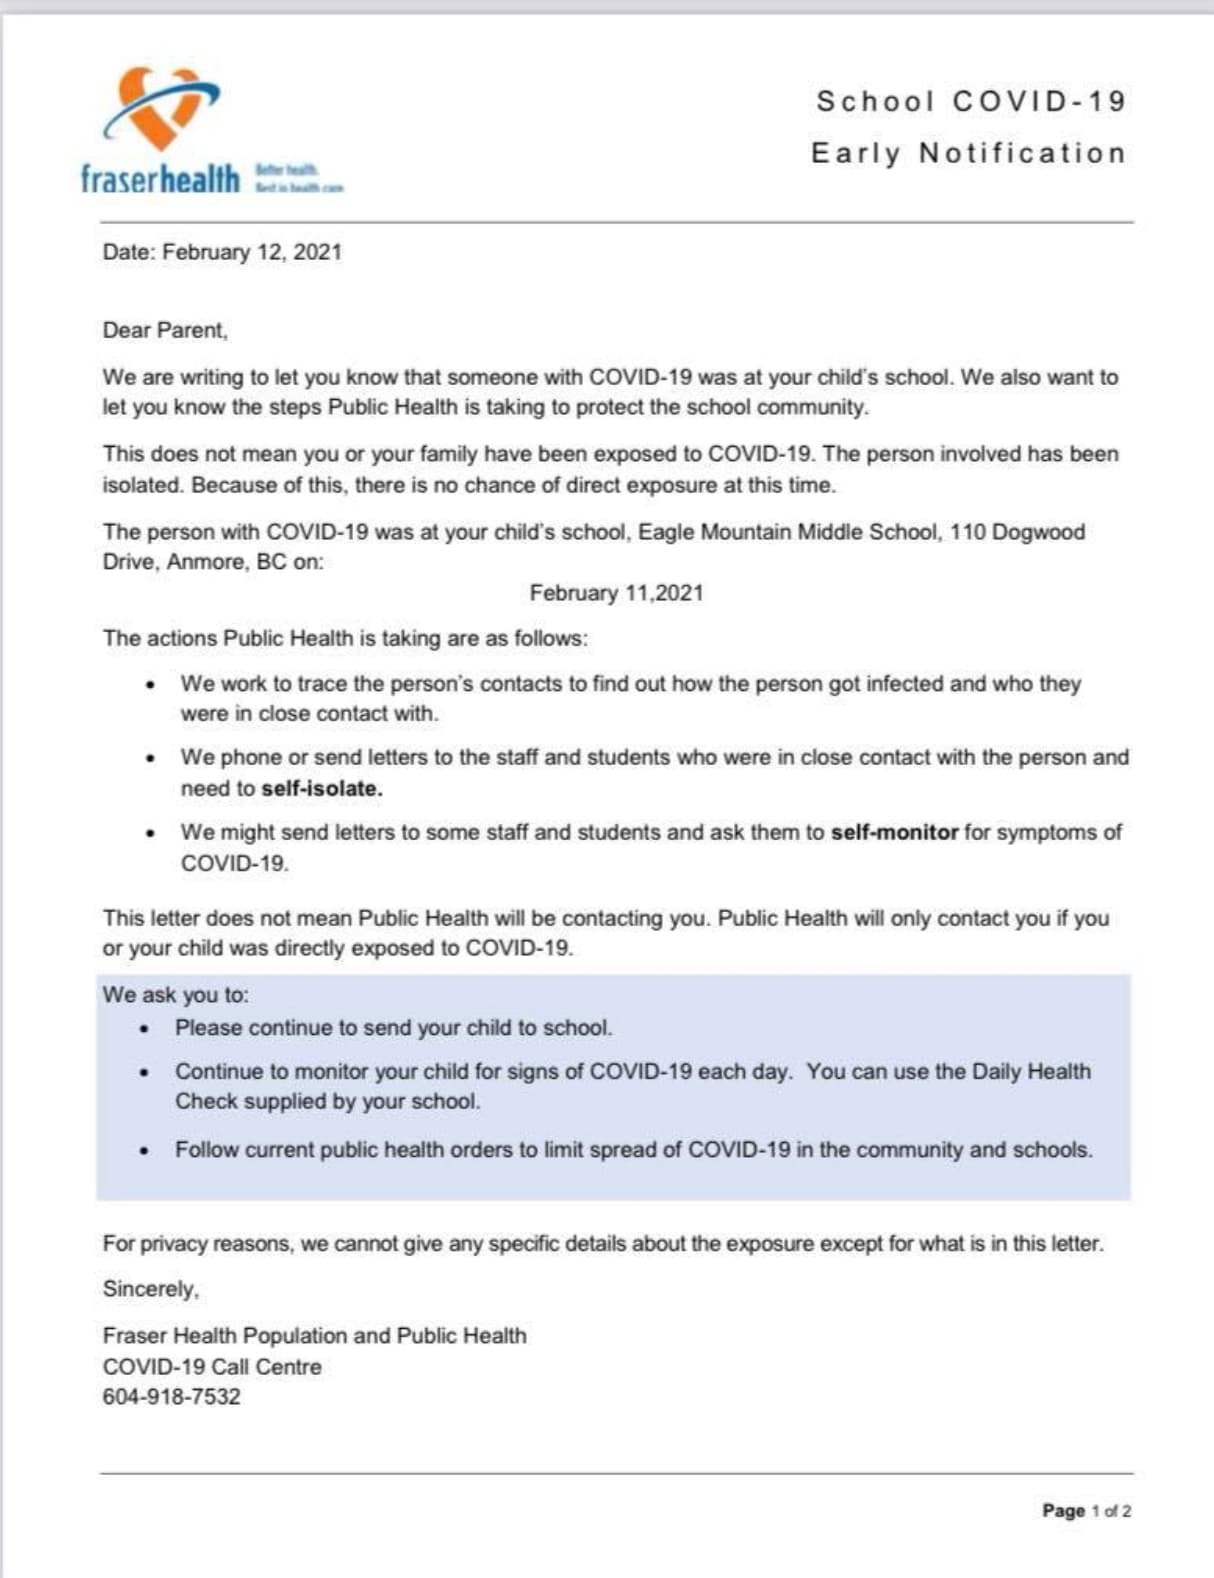 School COVID-19
Early Notification
fraserhealth
Better health.
Best in health care.
Date: February 12, 2021
Dear Parent,
We are writing to let you know that someone with COVID-19 was at your child's school. We also want to
let you know the steps Public Health is taking to protect the school community.
This does not mean you or your family have been exposed to COVID-19. The person involved has been
isolated. Because of this, there is no chance of direct exposure at this time.
The person with COVID-19 was at your child's school, Eagle Mountain Middle School, 110 Dogwood
Drive, Anmore, BC on:
February 11,2021
The actions Public Health is taking are as follows:
• We work to trace the person's contacts to find out how the person got infected and who they
were in close contact with.
• We phone or send letters to the staff and students who were in close contact with the person and
need to self-isolate.
• We might send letters to some staff and students and ask them to self-monitor for symptoms of
COVID-19.
This letter does not mean Public Health will be contacting you. Public Health will only contact you if you
or your child was directly exposed to COVID-19.
We ask you to:
• Please continue to send your child to school.
• Continue to monitor your child for signs of COVID-19 each day. You can use the Daily Health
Check supplied by your school.
• Follow current public health orders to limit spread of COVID-19 in the community and schools.
For privacy reasons, we cannot give any specific details about the exposure except for what is in this letter.
Sincerely,
Fraser Health Population and Public Health
COVID-19 Call Centre
604-918-7532
Page 1 of 2